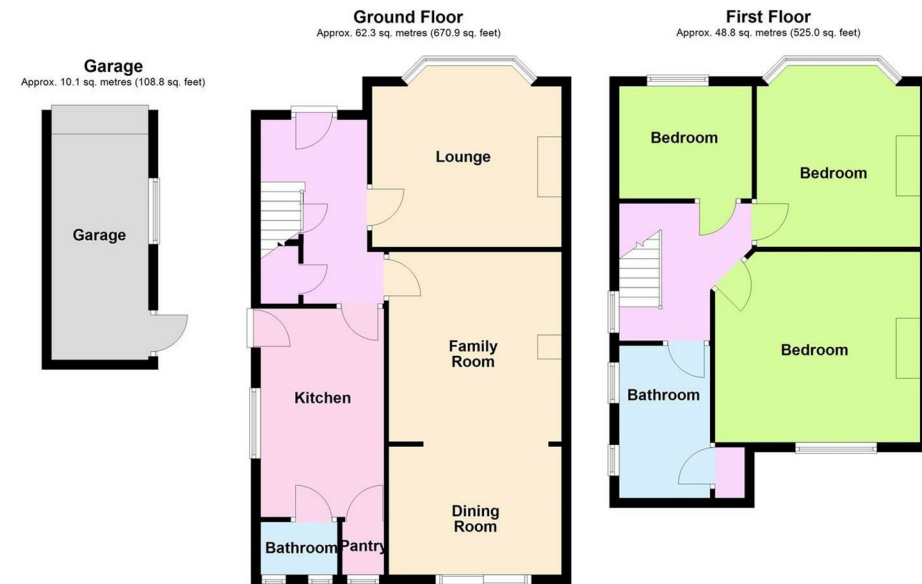 Garage
Approx. 10.1 sq. metres (108.8 sq. feet)
Garage
Ground Floor
Approx. 62.3 sq. metres (670.9 sq. feet)
Lounge
Family
Room
Kitchen
Dining
Room
Bathroom
Pantry
First Floor
Approx. 48.8 sq. metres (525.0 sq. feet)
Bedroom
Bedroom
Bedroom
Bathroom